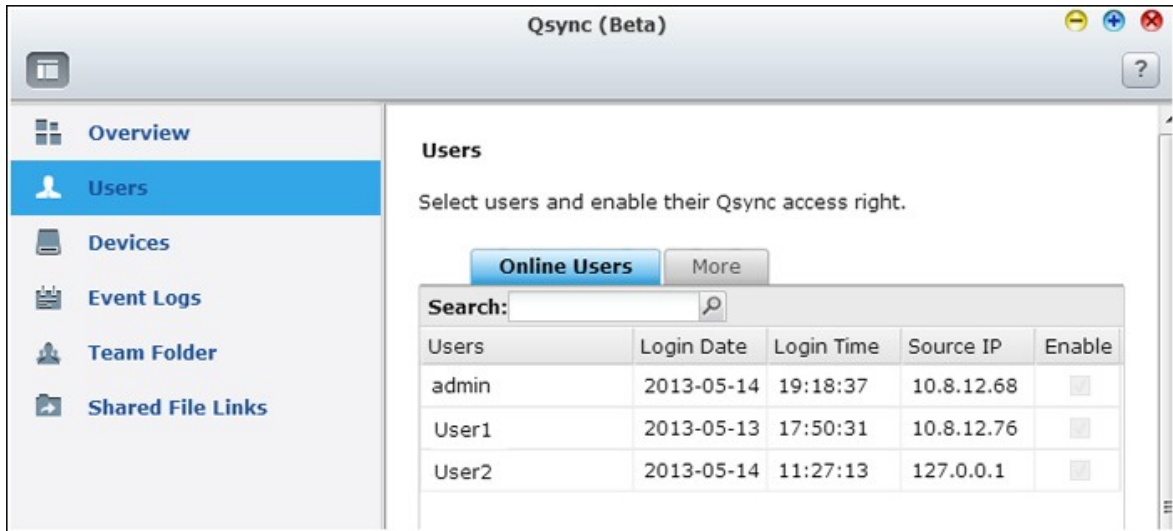 Qsync (Beta)
?
Overview
Users
Devices
Event Logs
Team Folder
Shared File Links
Users
Select users and enable their Qsync access right.
Online Users More
Search:
Users Login Date Login Time Source IP Enable
admin 2013-05-14 19:18:37 10.8.12.68
User1 2013-05-13 17:50:31 10.8.12.76
User2 2013-05-14 11:27:13 127.0.0.1